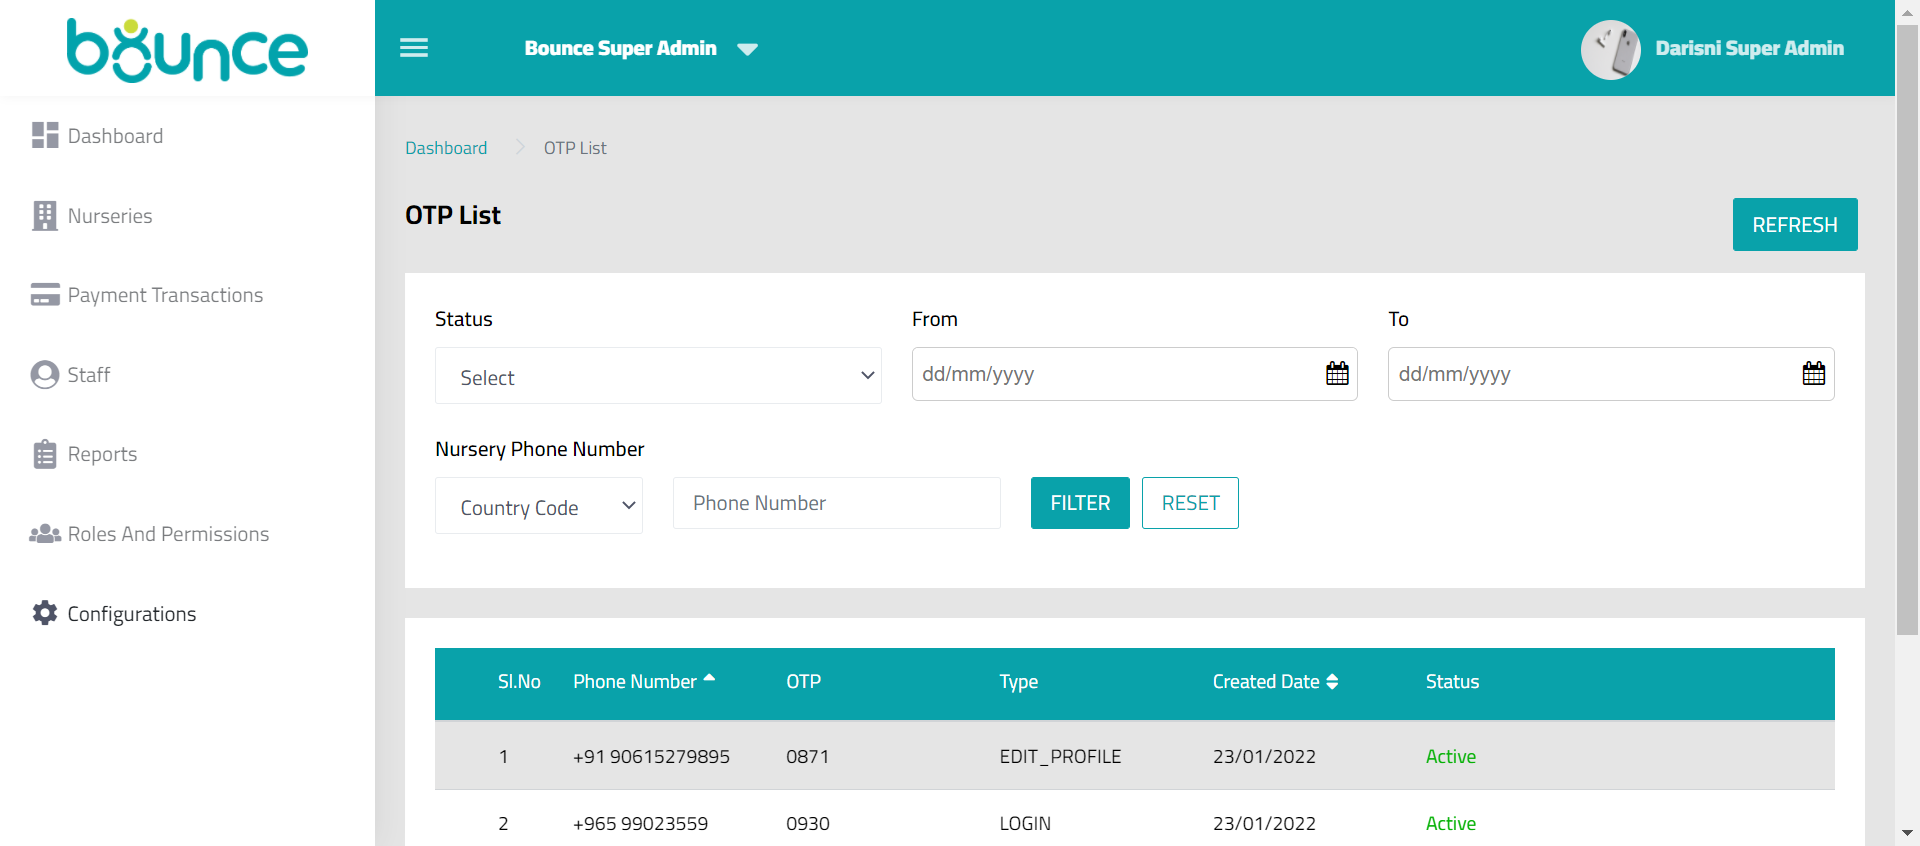 bounce
Bounce Super Admin
Darisni Super Admin
Dashboard
Nurseries
Payment Transactions
Staff
Reports
Roles And Permissions
Configurations
Dashboard OTP List
OTP List
REFRESH
Status From To
Select dd/mm/yyyy dd/mm/yyyy
Nursery Phone Number
Country Code Phone Number FILTER RESET
Sl.No Phone Number OTP Type Created Date Status
1 +91 90615279895 0871 EDIT_PROFILE 23/01/2022 Active
2 +965 99023559 0930 LOGIN 23/01/2022 Active